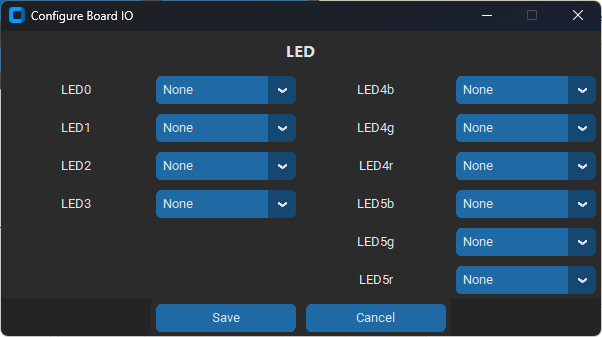 Configure Board IO
LED
LED0 None LED4b None
LED1 None LED4g None
LED2 None LED4r None
LED3 None LED5b None
LED5g None
LED5r None
Save Cancel